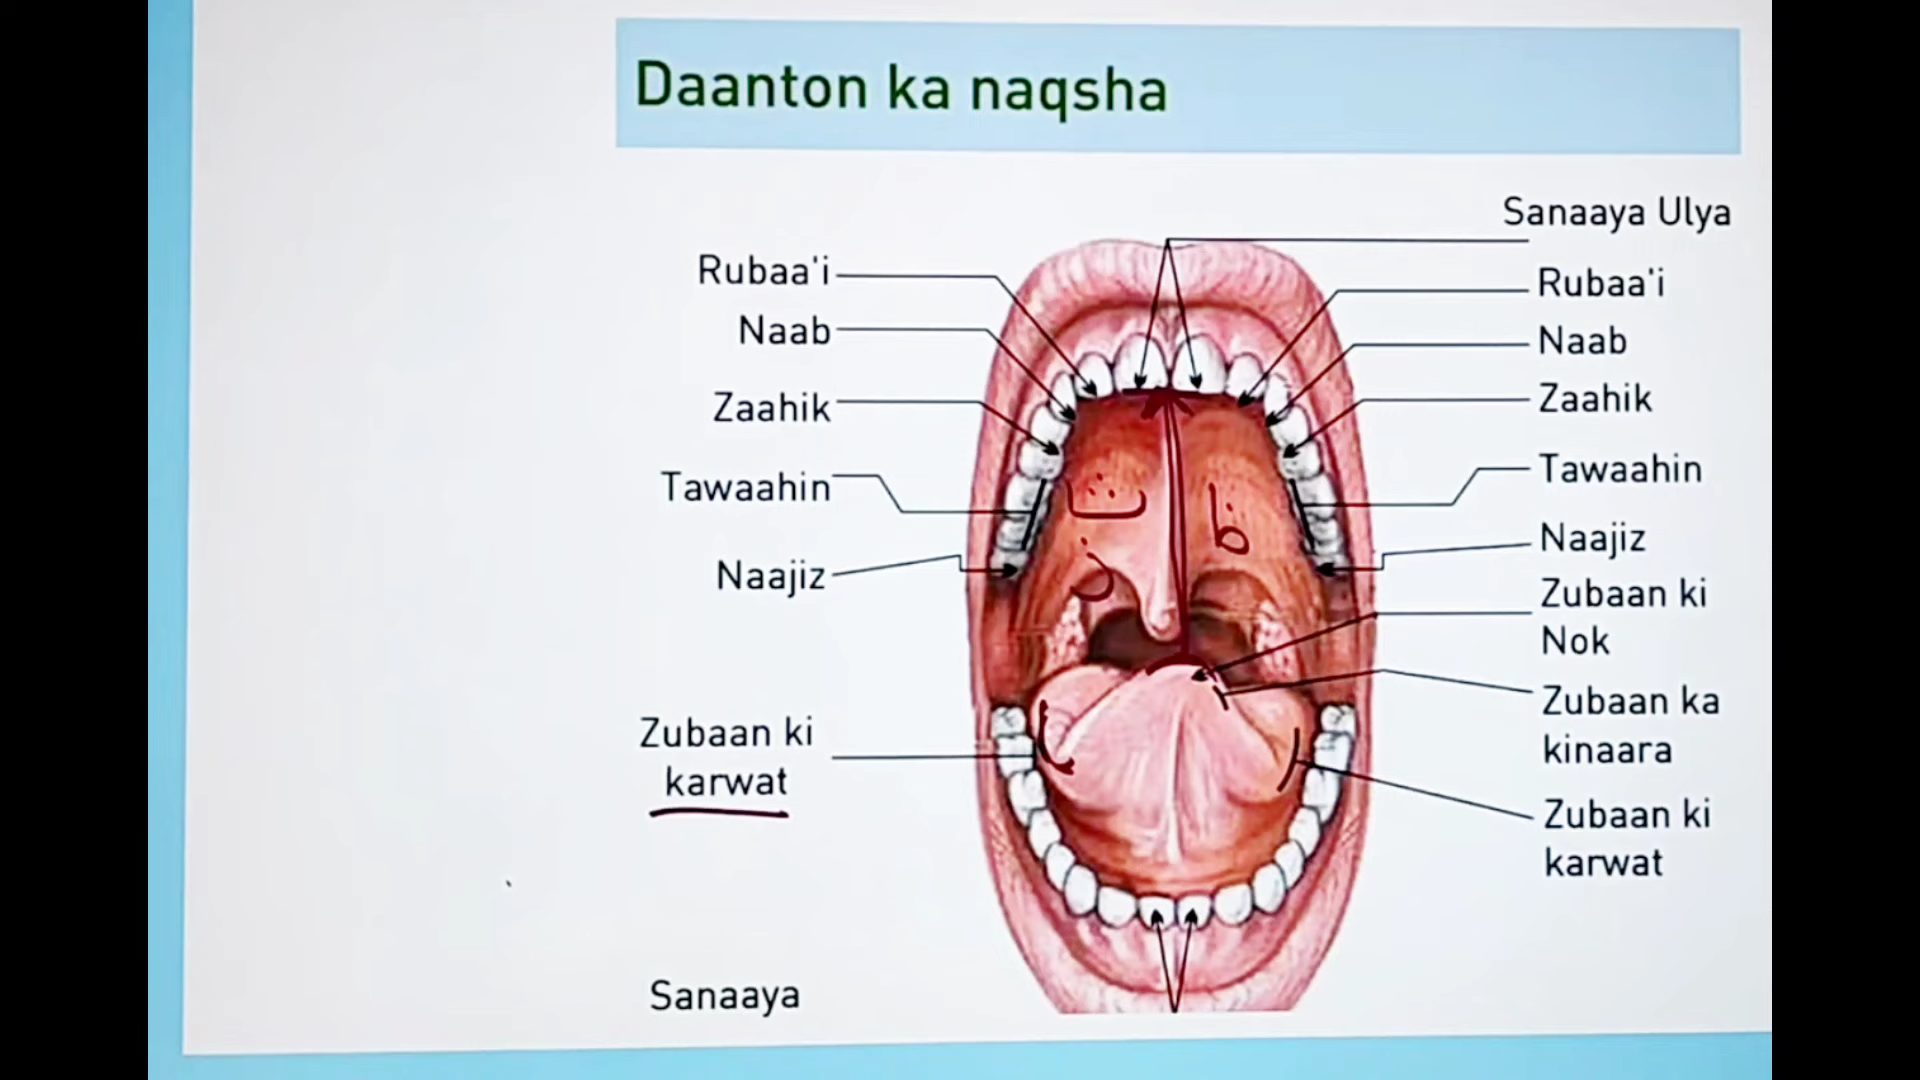 Daanton ka naqsha
Sanaaya Ulya
Rubaa'i
Naab
Zaahik
Tawaahin
Naajiz
Zubaan ki
karwat
Sanaaya
Rubaa'i
Naab
Zaahik
Tawaahin
Naajiz
Zubaan ki
Nok
Zubaan ka
kinaara
Zubaan ki
karwat
ث
ظ